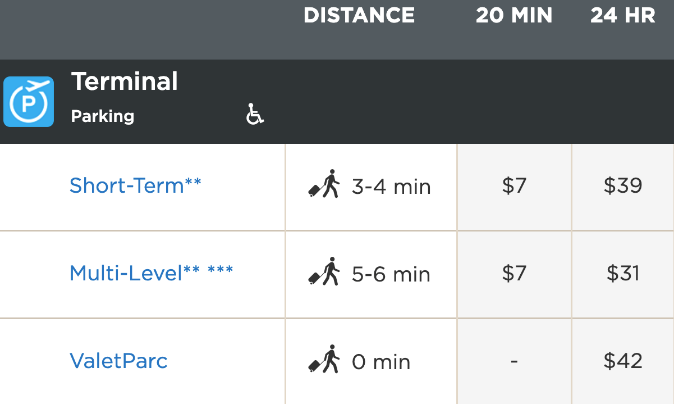 DISTANCE 20 MIN 24 HR
P
Terminal
Parking
Short-Term** 3-4 min $7 $39
Multi-Level** *** 5-6 min $7 $31
ValetParc 0 min - $42